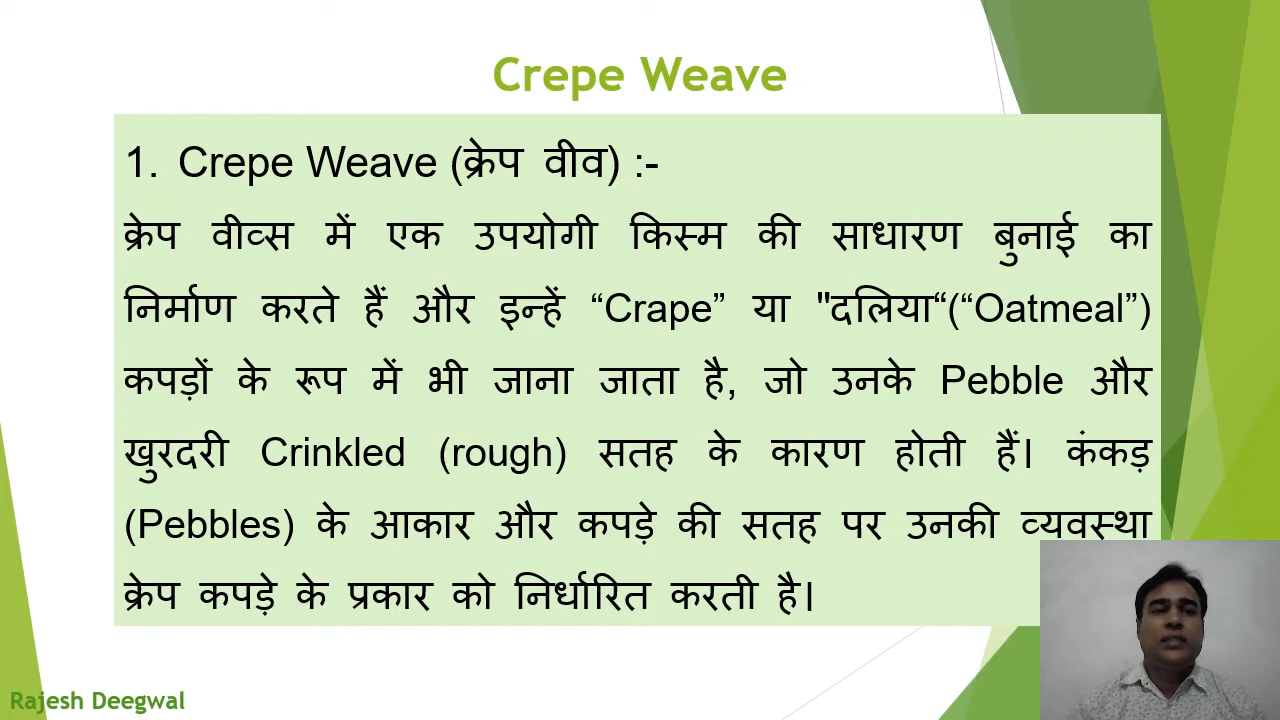 Crepe Weave
1. Crepe Weave (क्रेप वीव) :-
क्रेप वीव्स में एक उपयोगी किस्म की साधारण बुनाई का
निर्माण करते हैं और इन्हें “Crape” या "दलिया“(“Oatmeal”)
कपड़ों के रूप में भी जाना जाता है, जो उनके Pebble और
खुरदरी Crinkled (rough) सतह के कारण होती हैं। कंकड़
(Pebbles) के आकार और कपड़े की सतह पर उनकी व्यवस्था
क्रेप कपड़े के प्रकार को निर्धारित करती है।
Rajesh Deegwal